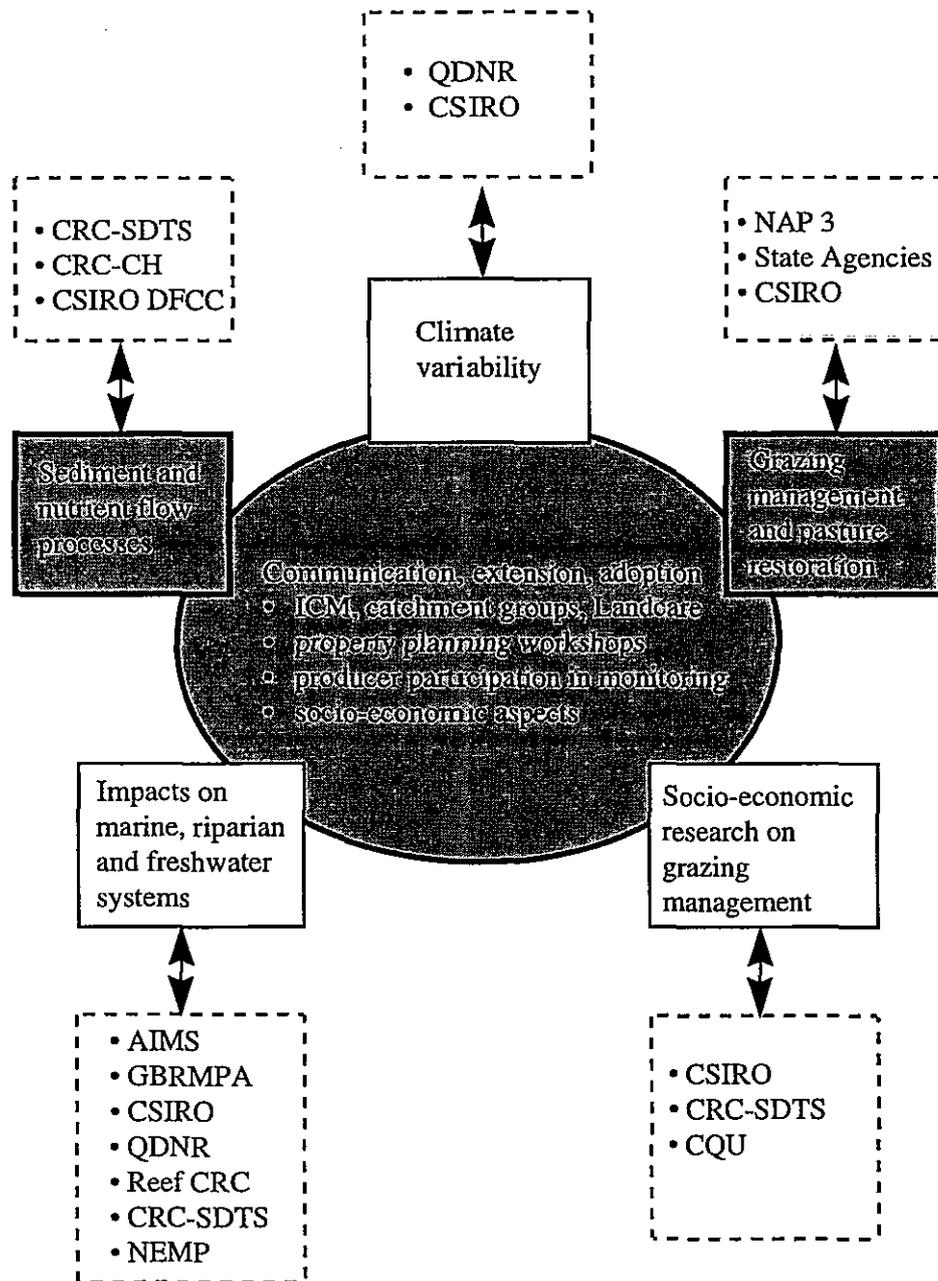 • QDNR
• CSIRO
• CRC-SDTS
• CRC-CH
• CSIRO DFCC
• NAP 3
• State Agencies
• CSIRO
Climate
variability
Sediment and
nutrient flow
processes
Grazing
management
and pasture
restoration
Communication, extension, adoption
• ICM, catchment groups, Landcare
• property planning workshops
• producer participation in monitoring
• socio-economic aspects
Impacts on
marine, riparian
and freshwater
systems
Socio-economic
research on
grazing
management
• AIMS
• GBRMPA
• CSIRO
• QDNR
• Reef CRC
• CRC-SDTS
• NEMP
• CSIRO
• CRC-SDTS
• CQU